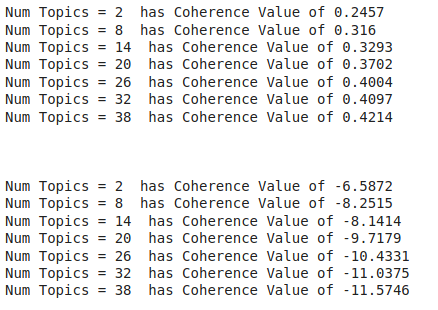 Num Topics = 2  has Coherence Value of 0.2457
Num Topics = 8  has Coherence Value of 0.316
Num Topics = 14  has Coherence Value of 0.3293
Num Topics = 20  has Coherence Value of 0.3702
Num Topics = 26  has Coherence Value of 0.4004
Num Topics = 32  has Coherence Value of 0.4097
Num Topics = 38  has Coherence Value of 0.4214
Num Topics = 2  has Coherence Value of -6.5872
Num Topics = 8  has Coherence Value of -8.2515
Num Topics = 14  has Coherence Value of -8.1414
Num Topics = 20  has Coherence Value of -9.7179
Num Topics = 26  has Coherence Value of -10.4331
Num Topics = 32  has Coherence Value of -11.0375
Num Topics = 38  has Coherence Value of -11.5746